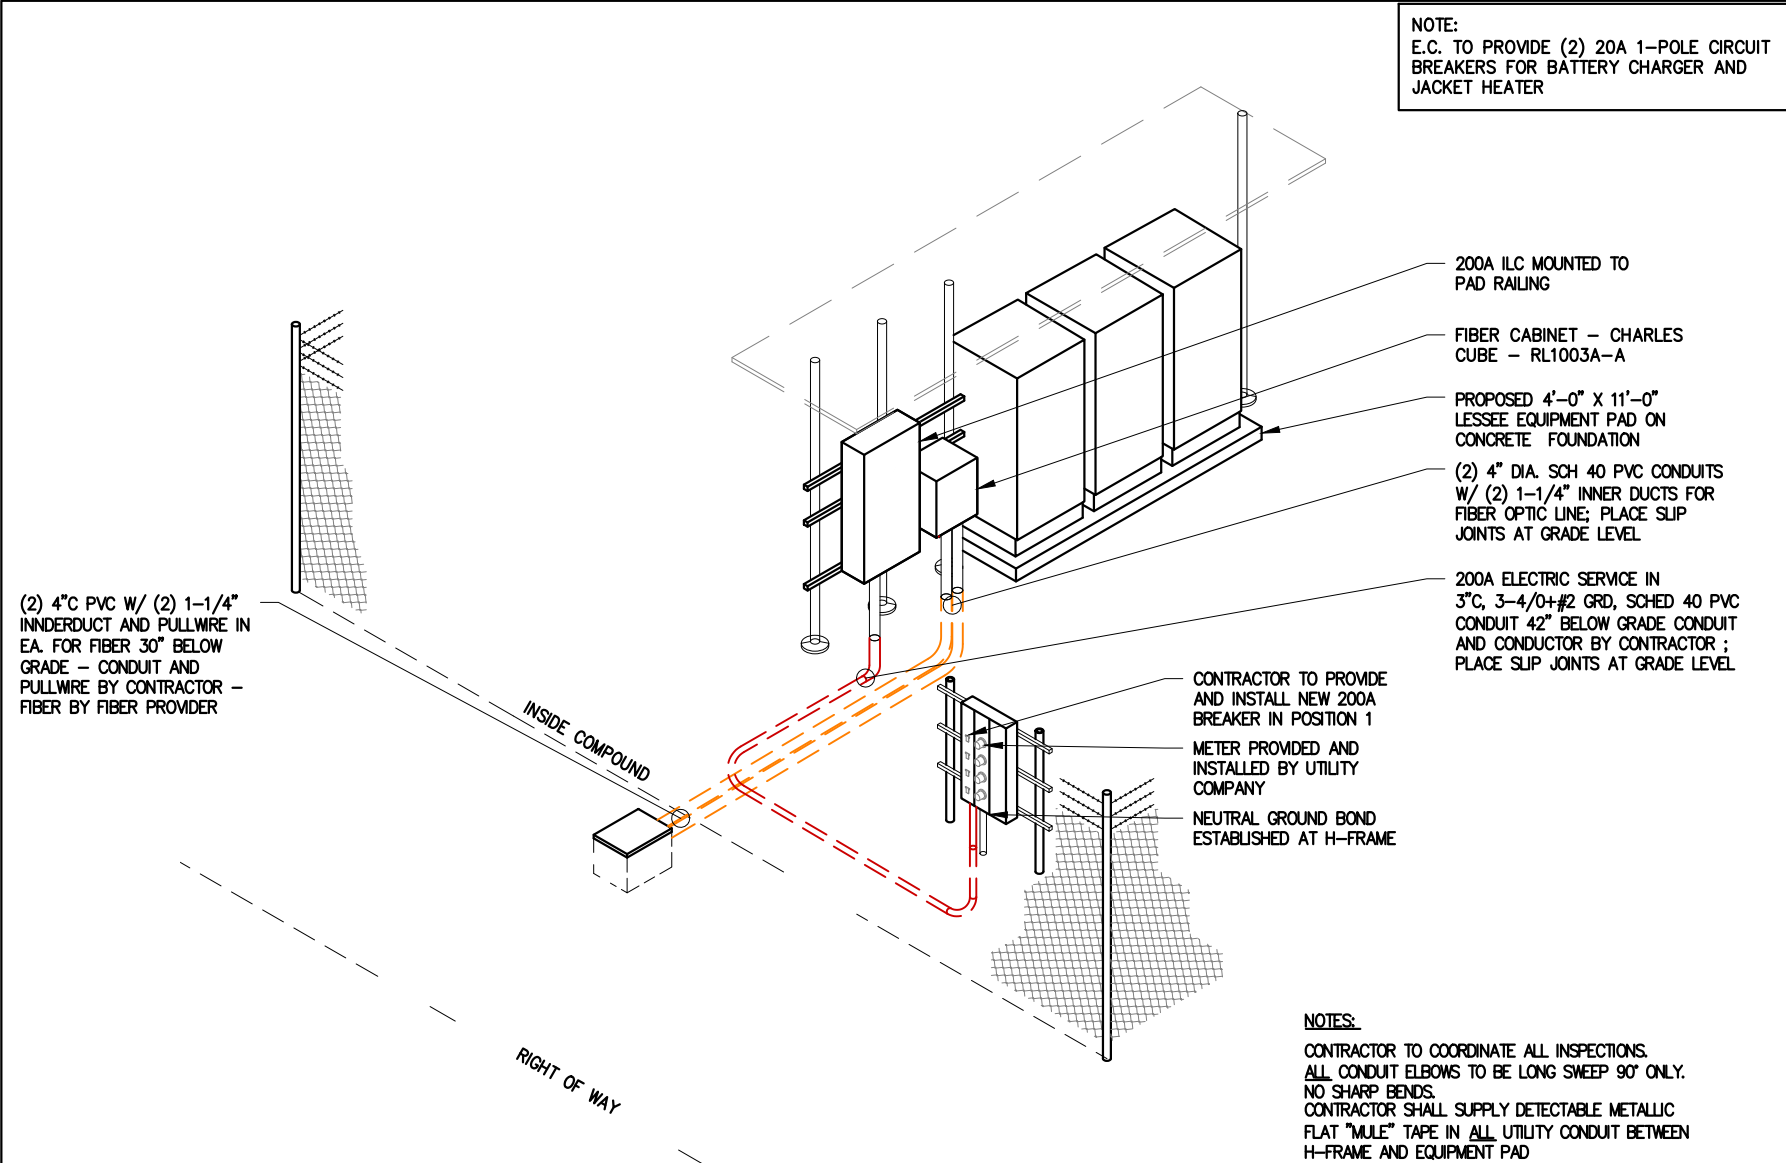 NOTE:
E.C. TO PROVIDE (2) 20A 1-POLE CIRCUIT
BREAKERS FOR BATTERY CHARGER AND
JACKET HEATER
200A ILC MOUNTED TO
PAD RAILING
FIBER CABINET - CHARLES
CUBE - RL1003A-A
PROPOSED 4'-0" X 11'-0"
LESSEE EQUIPMENT PAD ON
CONCRETE FOUNDATION
(2) 4" DIA. SCH 40 PVC CONDUITS
W/ (2) 1-1/4" INNER DUCTS FOR
FIBER OPTIC LINE; PLACE SLIP
JOINTS AT GRADE LEVEL
200A ELECTRIC SERVICE IN
3"C, 3-4/0+#2 GRD, SCHED 40 PVC
CONDUIT 42" BELOW GRADE CONDUIT
AND CONDUCTOR BY CONTRACTOR ;
PLACE SLIP JOINTS AT GRADE LEVEL
(2) 4"C PVC W/ (2) 1-1/4"
INNDERDUCT AND PULLWIRE IN
EA. FOR FIBER 30" BELOW
GRADE - CONDUIT AND
PULLWIRE BY CONTRACTOR -
FIBER BY FIBER PROVIDER
INSIDE COMPOUND
CONTRACTOR TO PROVIDE
AND INSTALL NEW 200A
BREAKER IN POSITION 1
METER PROVIDED AND
INSTALLED BY UTILITY
COMPANY
NEUTRAL GROUND BOND
ESTABLISHED AT H-FRAME
RIGHT OF WAY
NOTES:
CONTRACTOR TO COORDINATE ALL INSPECTIONS.
ALL CONDUIT ELBOWS TO BE LONG SWEEP 90° ONLY.
NO SHARP BENDS.
CONTRACTOR SHALL SUPPLY DETECTABLE METALLIC
FLAT "MULE" TAPE IN ALL UTILITY CONDUIT BETWEEN
H-FRAME AND EQUIPMENT PAD